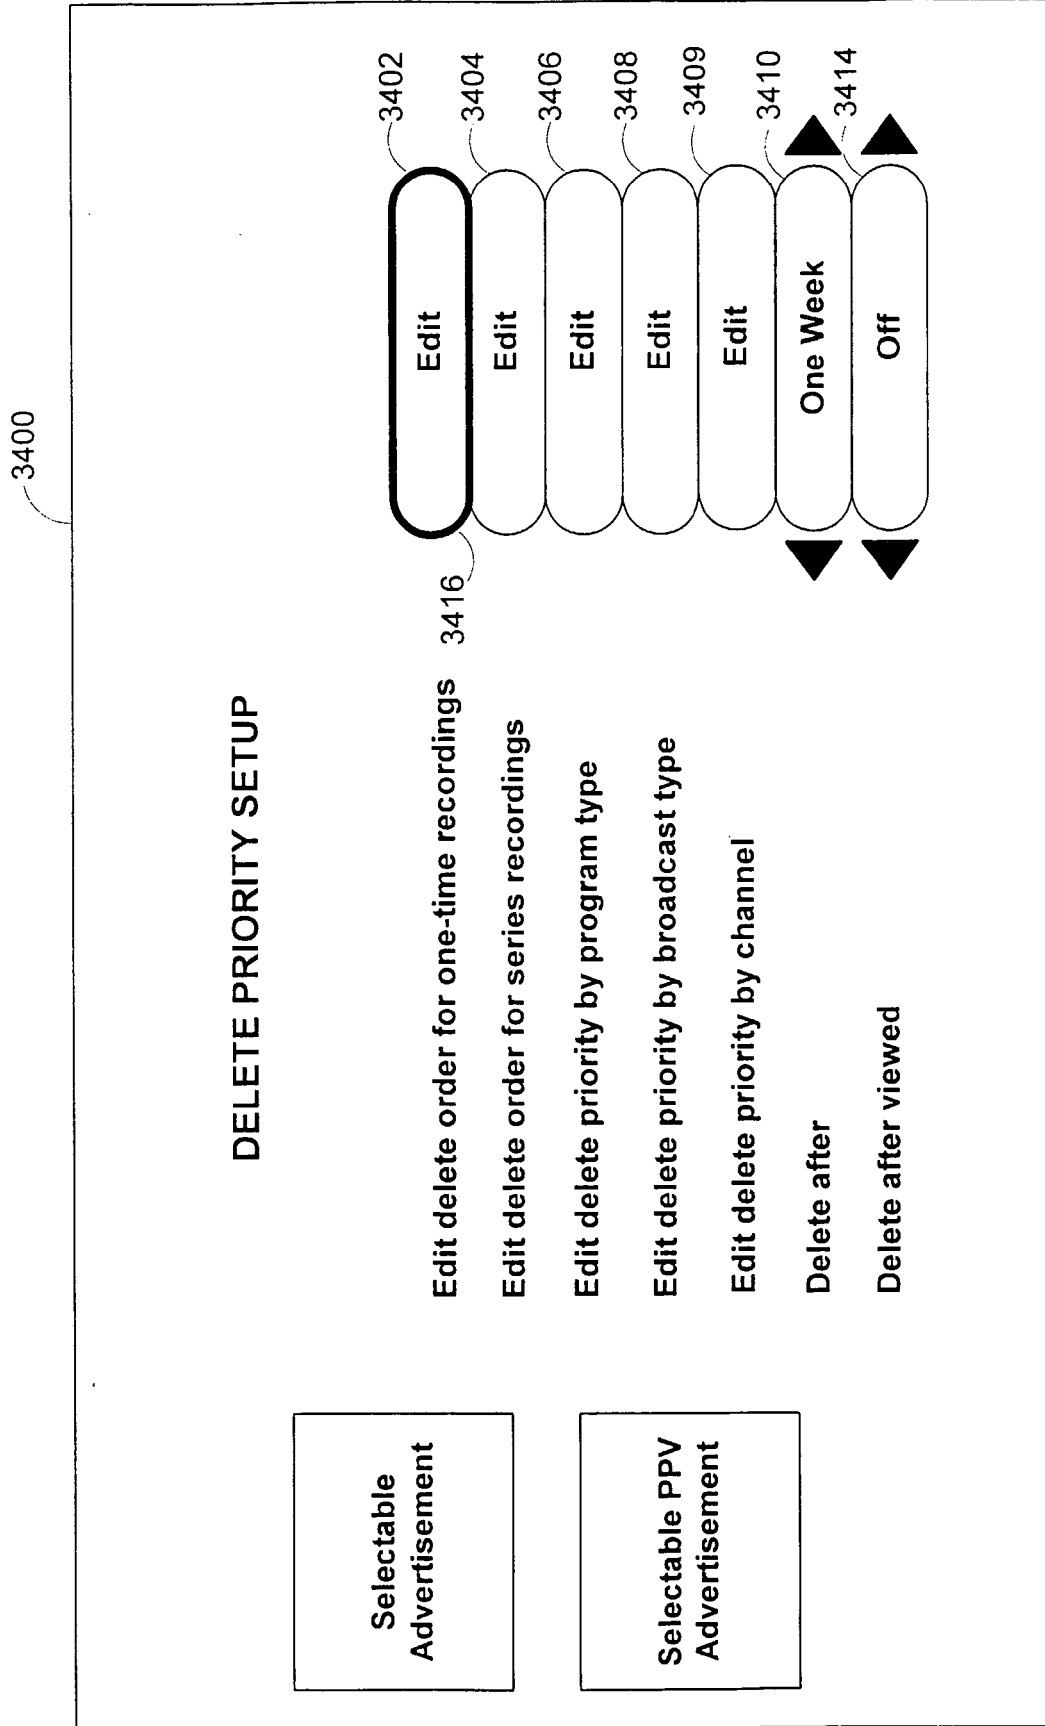 3400
DELETE PRIORITY SETUP
Selectable
Advertisement
Selectable PPV
Advertisement
Edit delete order for one-time recordings
3416
Edit
3402
Edit delete order for series recordings
Edit
3404
Edit delete priority by program type
Edit
3406
Edit delete priority by broadcast type
Edit
3408
Edit delete priority by channel
Edit
3409
Delete after
One Week
3410
Delete after viewed
Off
3414